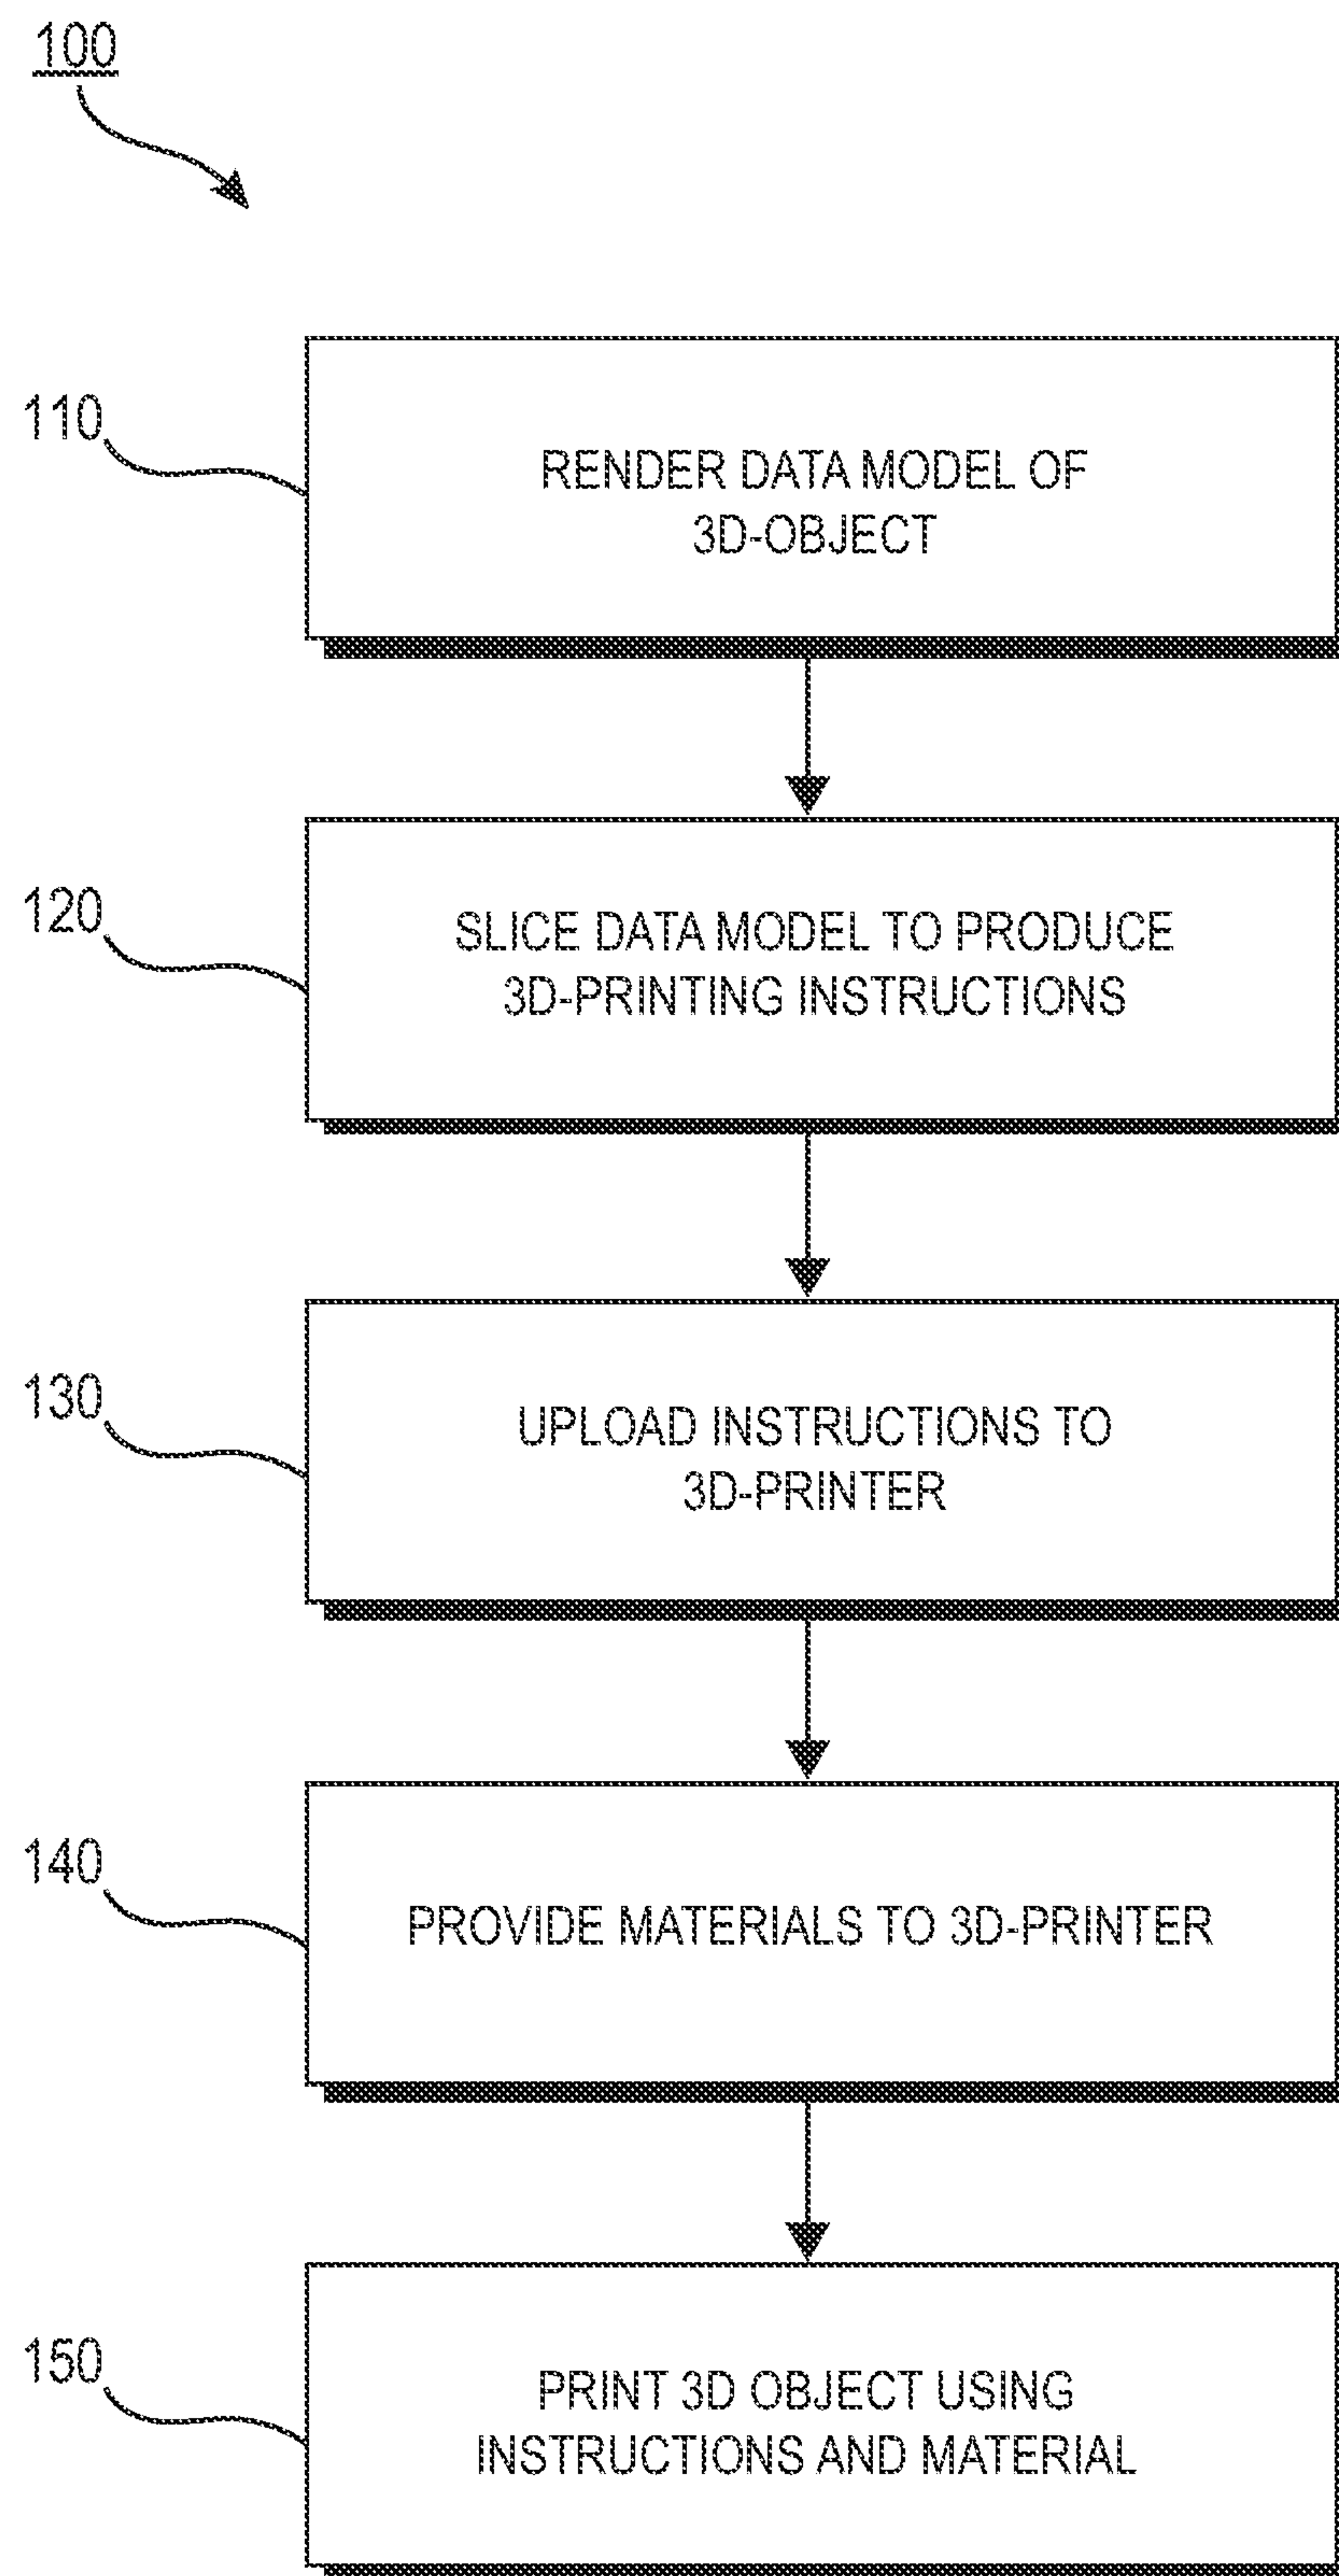 100
110
RENDER DATA MODEL OF
3D-OBJECT
120
SLICE DATA MODEL TO PRODUCE
3D-PRINTING INSTRUCTIONS
130
UPLOAD INSTRUCTIONS TO
3D-PRINTER
140
PROVIDE MATERIALS TO 3D-PRINTER
150
PRINT 3D OBJECT USING
INSTRUCTIONS AND MATERIAL